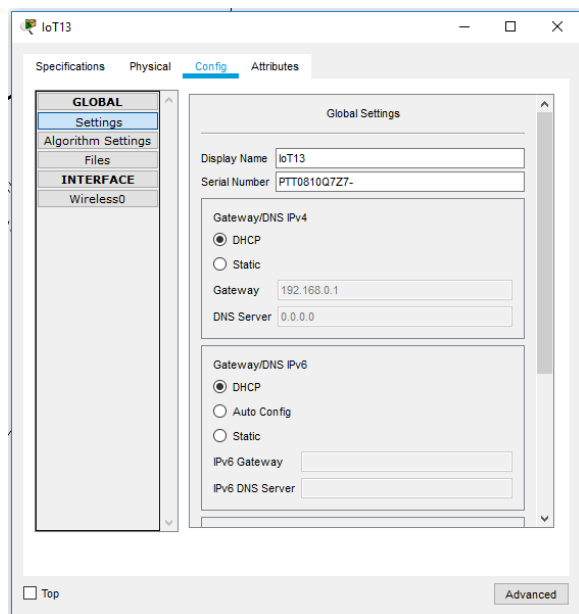 IoT13
Specifications Physical Config Attributes
GLOBAL
Settings
Algorithm Settings
Files
INTERFACE
Wireless0
Global Settings
Display Name IoT13
Serial Number PTT0810Q7Z7-
Gateway/DNS IPv4
DHCP
Static
Gateway 192.168.0.1
DNS Server 0.0.0.0
Gateway/DNS IPv6
DHCP
Auto Config
Static
IPv6 Gateway
IPv6 DNS Server
Top
Advanced